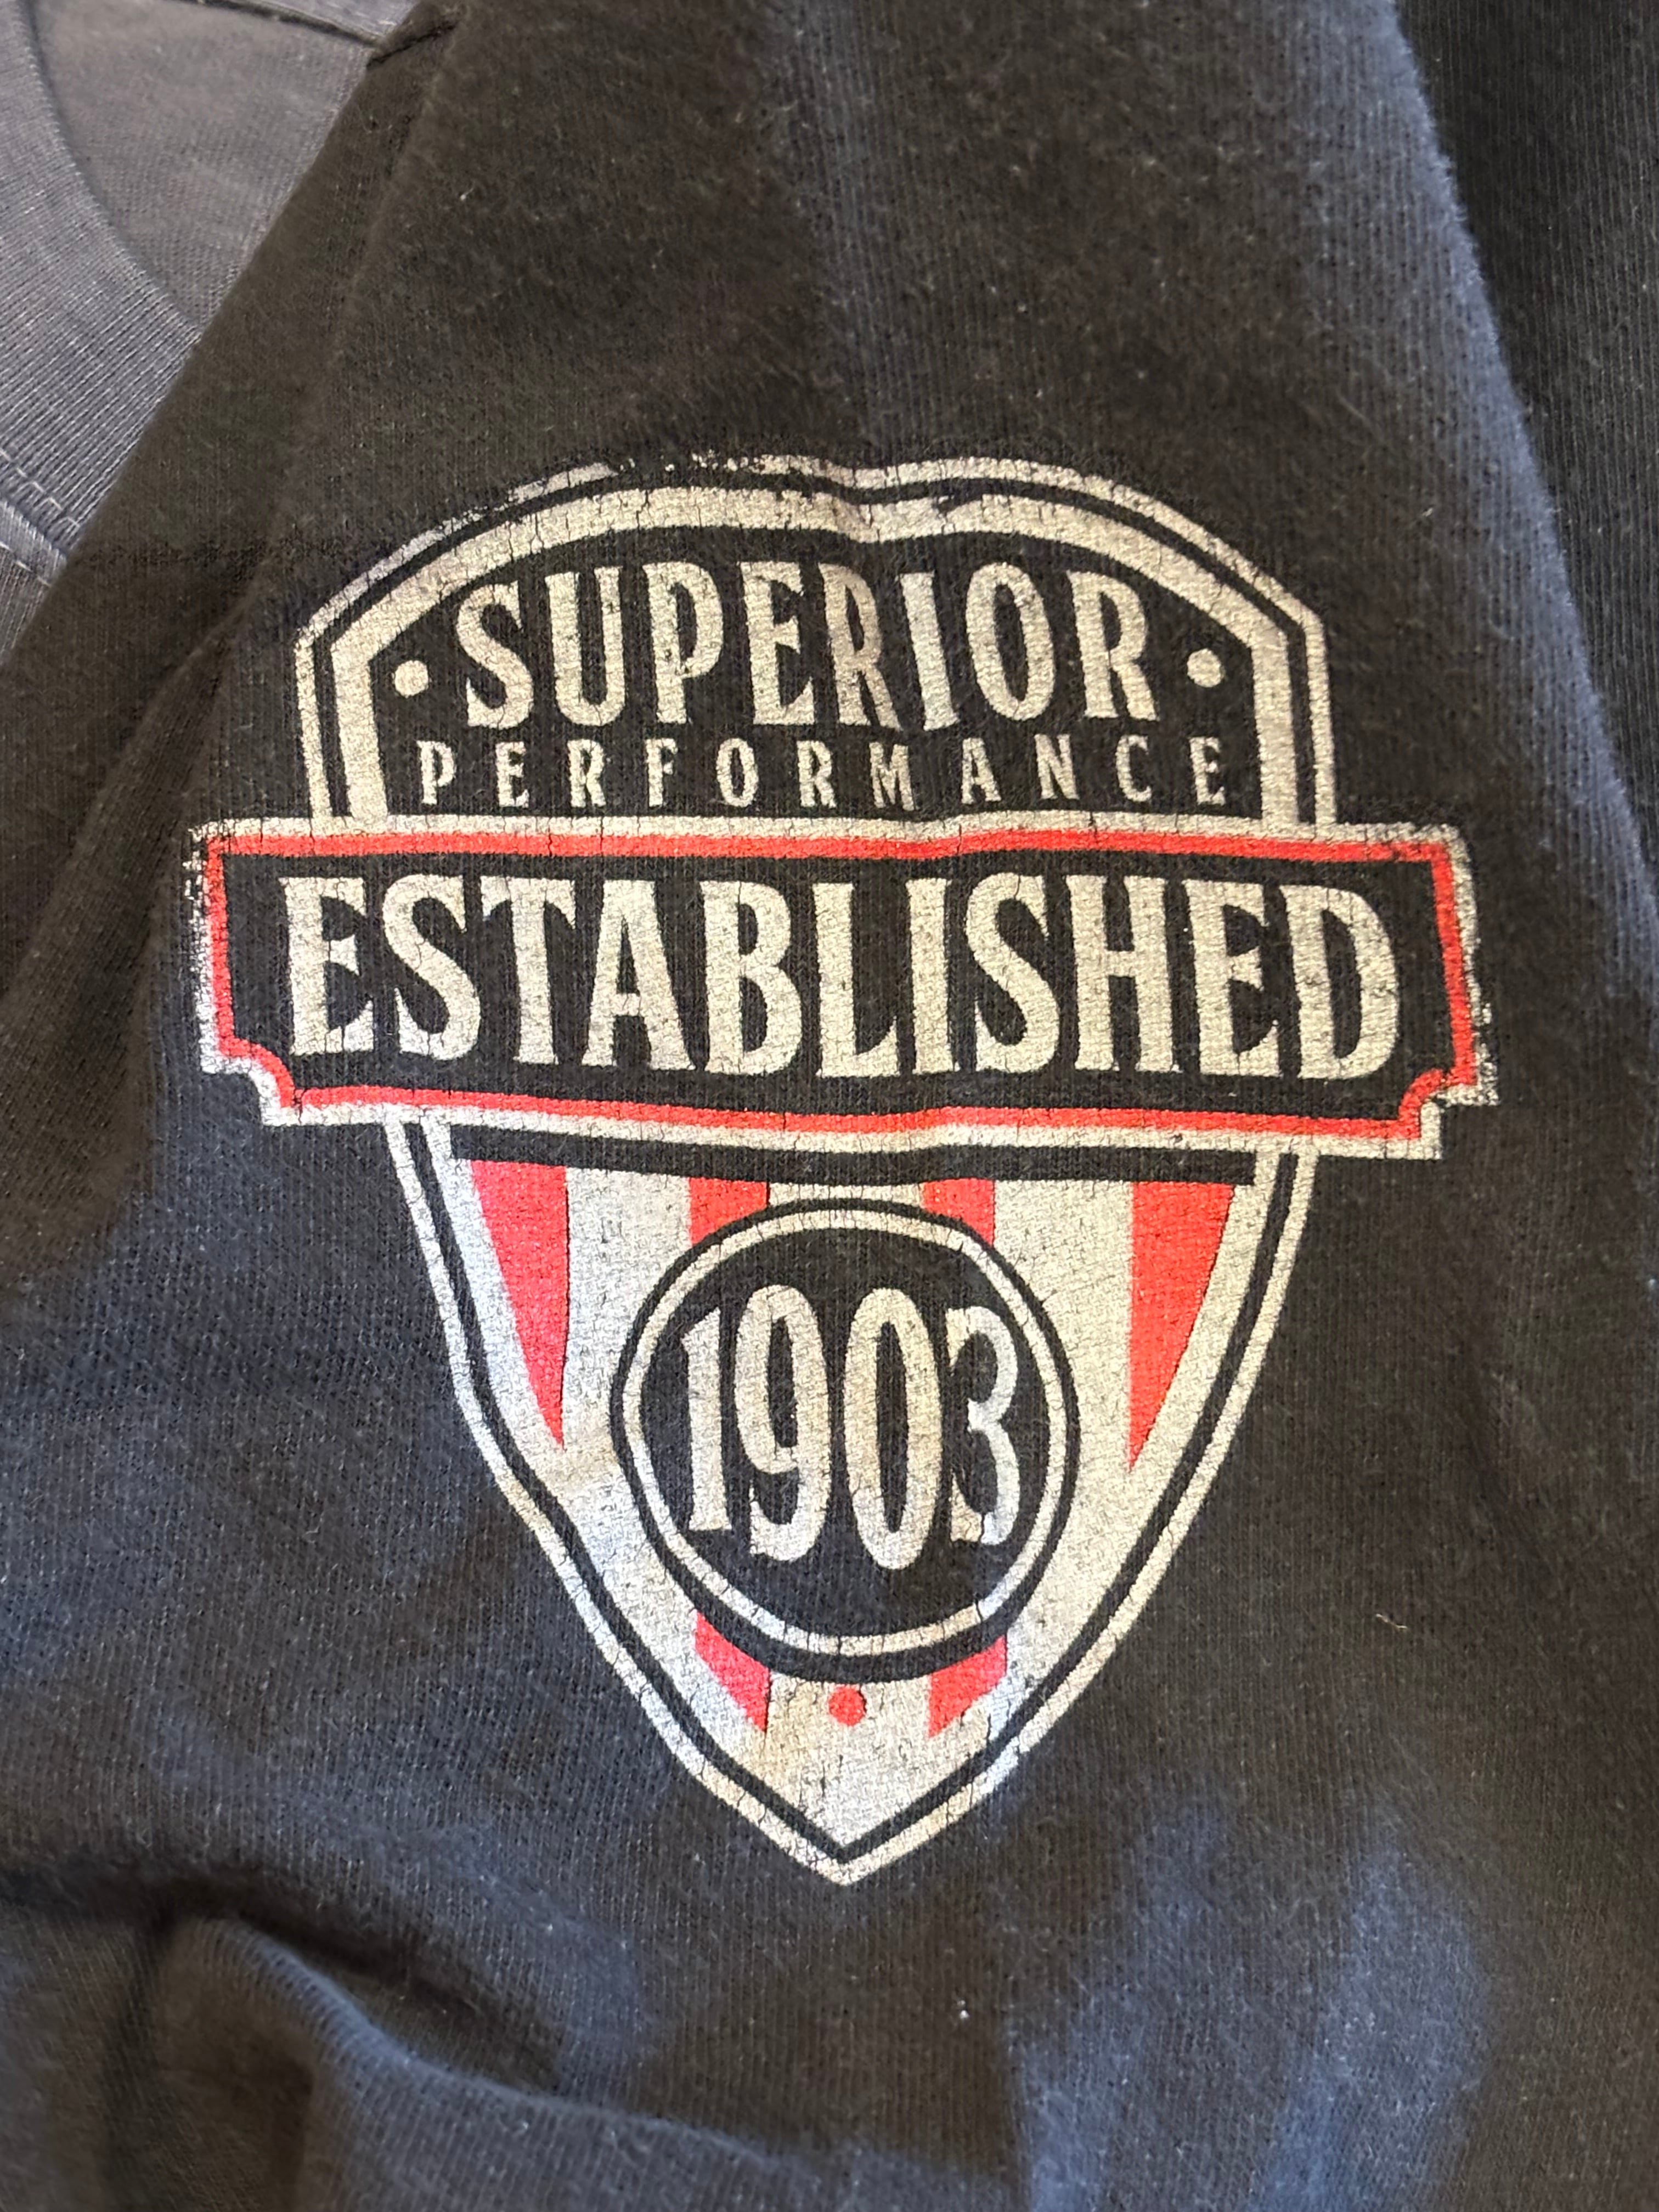 • SUPERIOR •
PERFORMANCE
ESTABLISHED
1903